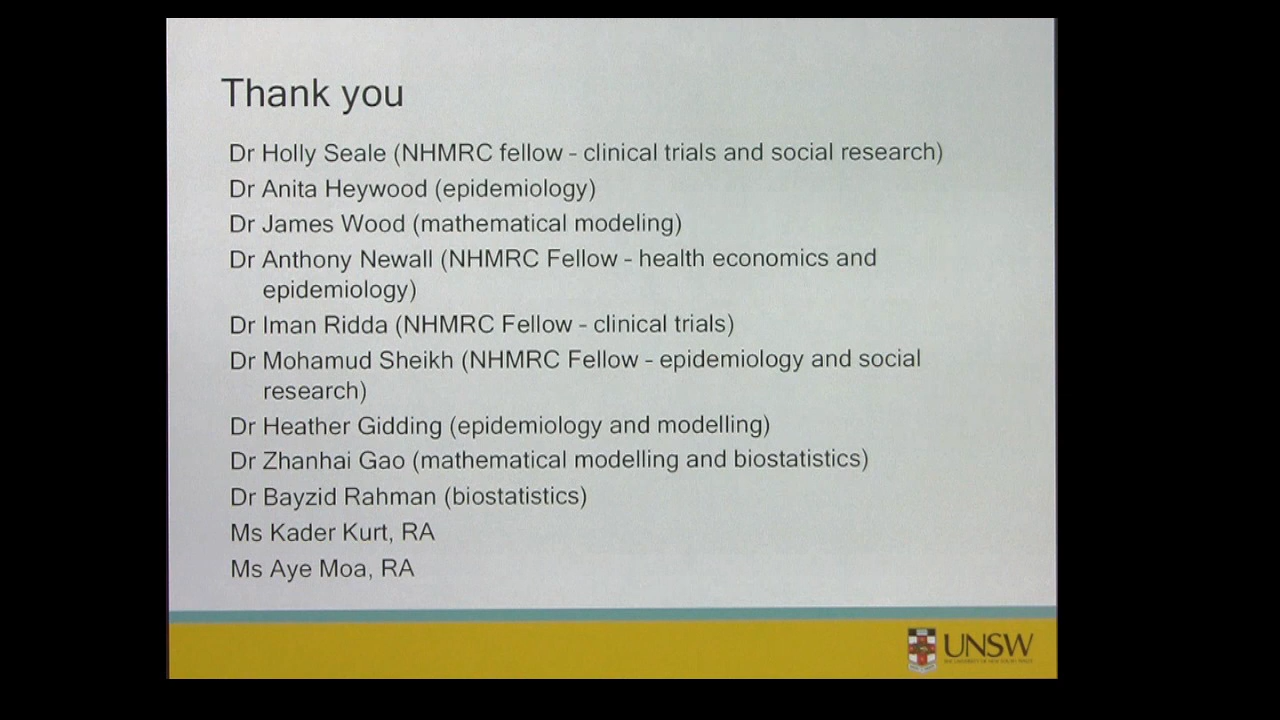 Thank you
Dr Holly Seale (NHMRC fellow - clinical trials and social research)
Dr Anita Heywood (epidemiology)
Dr James Wood (mathematical modeling)
Dr Anthony Newall (NHMRC Fellow - health economics and
epidemiology)
Dr Iman Ridda (NHMRC Fellow - clinical trials)
Dr Mohamud Sheikh (NHMRC Fellow - epidemiology and social
research)
Dr Heather Gidding (epidemiology and modelling)
Dr Zhanhai Gao (mathematical modelling and biostatistics)
Dr Bayzid Rahman (biostatistics)
Ms Kader Kurt, RA
Ms Aye Moa, RA
UNSW
THE UNIVERSITY OF NEW SOUTH WALES